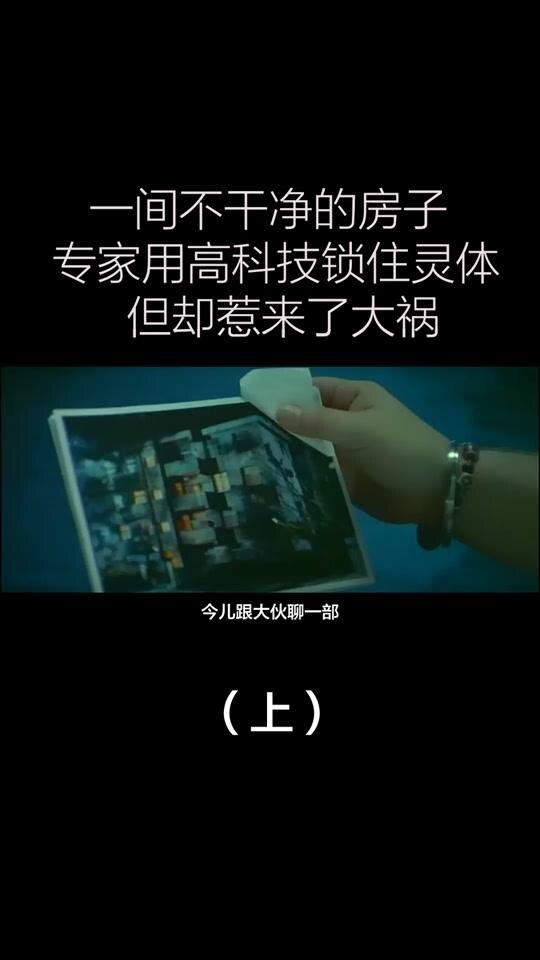 一间不干净的房子
专家用高科技锁住灵体
但却惹来了大祸
今儿跟大伙聊一部
（上）